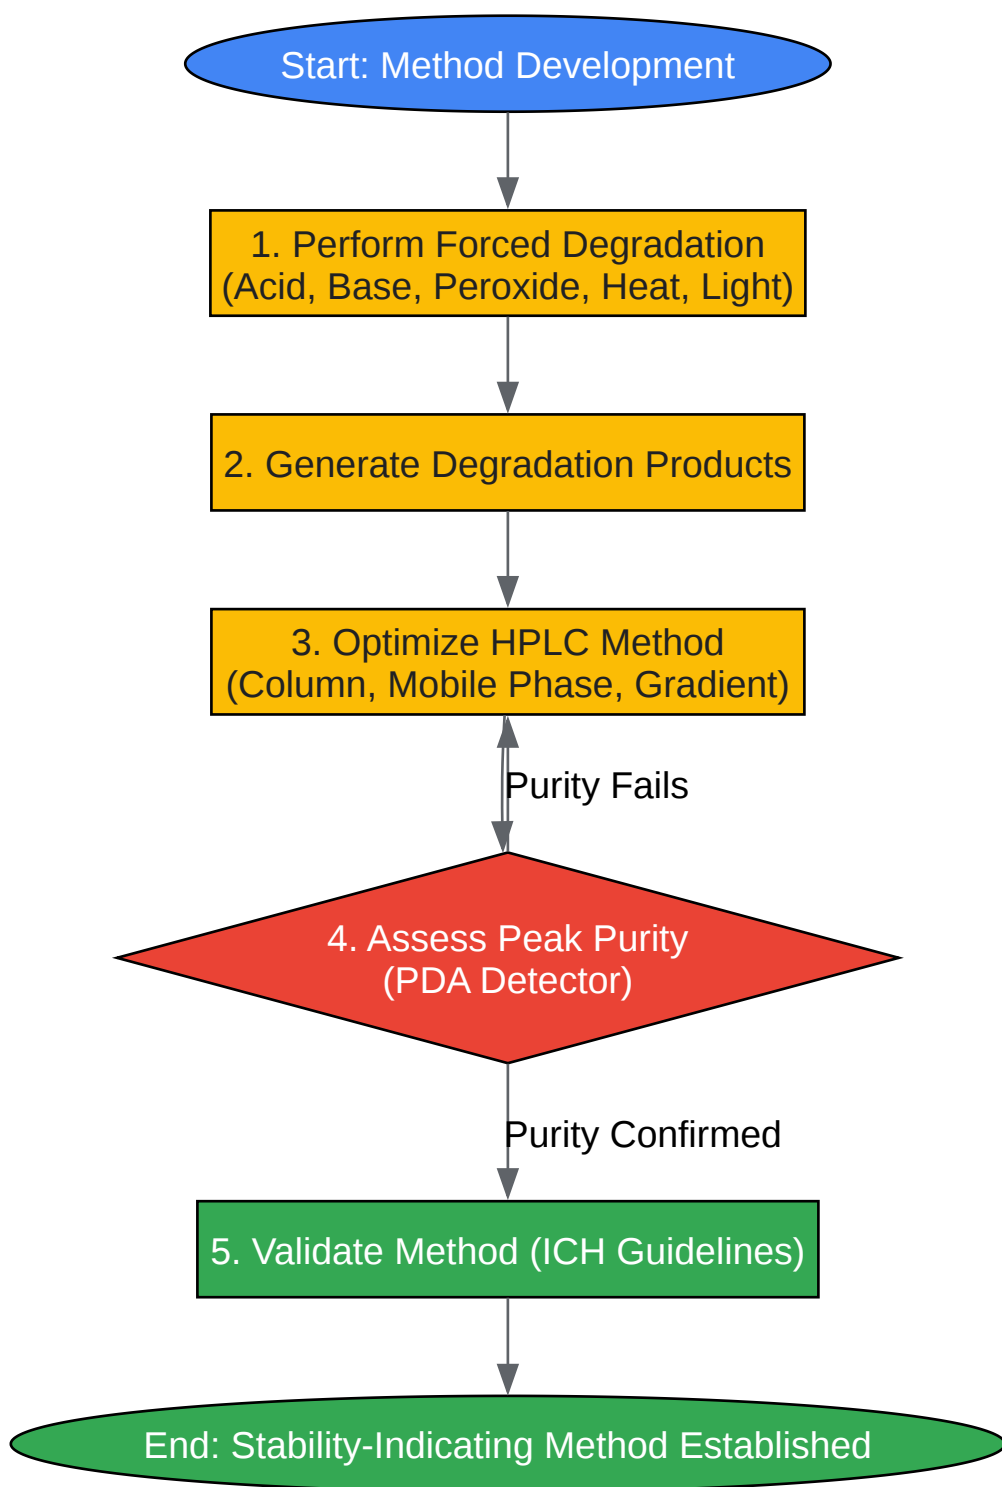 Start: Method Development
1. Perform Forced Degradation
(Acid, Base, Peroxide, Heat, Light)
2. Generate Degradation Products
3. Optimize HPLC Method
(Column, Mobile Phase, Gradient)
Purity Fails
4. Assess Peak Purity
(PDA Detector)
Purity Confirmed
5. Validate Method (ICH Guidelines)
End: Stability-Indicating Method Established